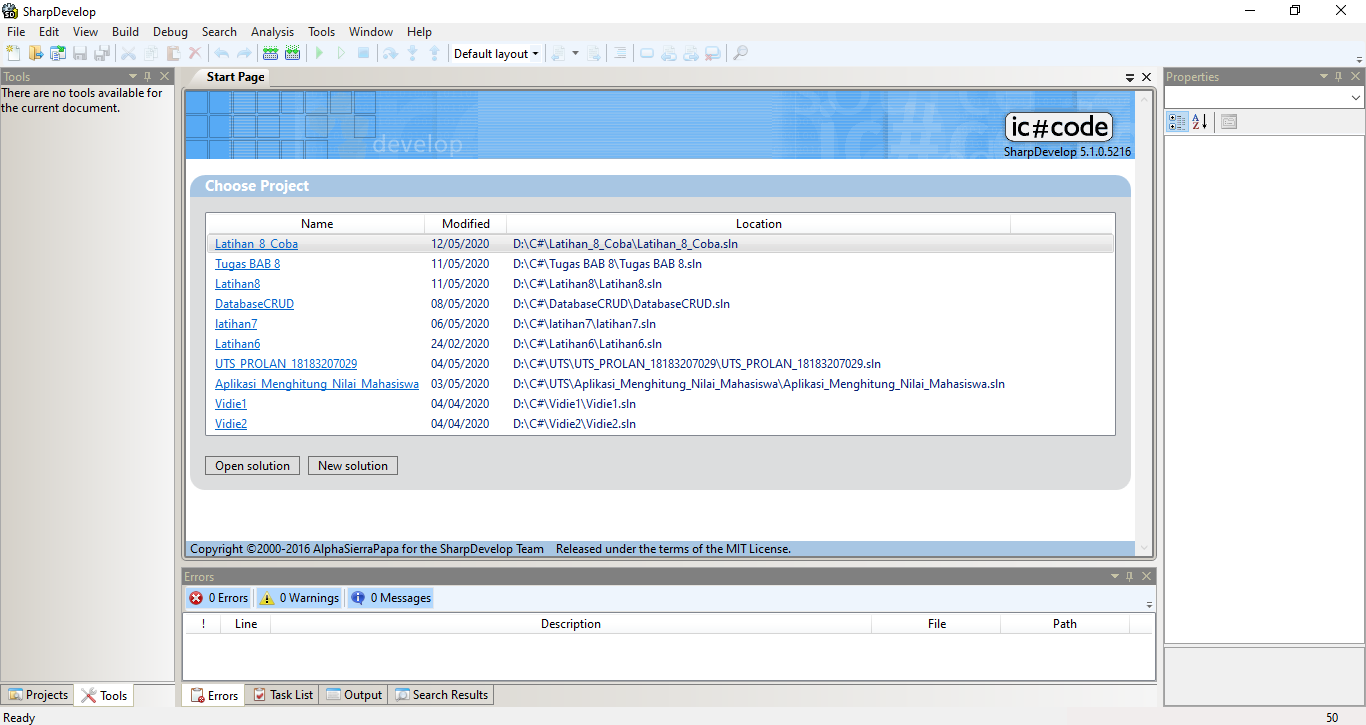 SharpDevelop
File Edit View Build Debug Search Analysis Tools Window Help
Default layout
Tools
There are no tools available for
the current document.
Start Page
develop
ic#code
SharpDevelop 5.1.0.5216
Choose Project
Name Modified Location
Latihan_8_Coba 12/05/2020 D:\C#\Latihan_8_Coba\Latihan_8_Coba.sln
Tugas BAB 8 11/05/2020 D:\C#\Tugas BAB 8\Tugas BAB 8.sln
Latihan8 11/05/2020 D:\C#\Latihan8\Latihan8.sln
DatabaseCRUD 08/05/2020 D:\C#\DatabaseCRUD\DatabaseCRUD.sln
latihan7 06/05/2020 D:\C#\latihan7\latihan7.sln
Latihan6 24/02/2020 D:\C#\Latihan6\Latihan6.sln
UTS_PROLAN_18183207029 04/05/2020 D:\C#\UTS\UTS_PROLAN_18183207029\UTS_PROLAN_18183207029.sln
Aplikasi_Menghitung_Nilai_Mahasiswa 03/05/2020 D:\C#\UTS\Aplikasi_Menghitung_Nilai_Mahasiswa\Aplikasi_Menghitung_Nilai_Mahasiswa.sln
Vidie1 04/04/2020 D:\C#\Vidie1\Vidie1.sln
Vidie2 04/04/2020 D:\C#\Vidie2\Vidie2.sln
Open solution New solution
Copyright ©2000-2016 AlphaSierraPapa for the SharpDevelop Team Released under the terms of the MIT License.
Properties
Errors
0 Errors 0 Warnings 0 Messages
! Line Description File Path
Projects Tools
Errors Task List Output Search Results
Ready 50